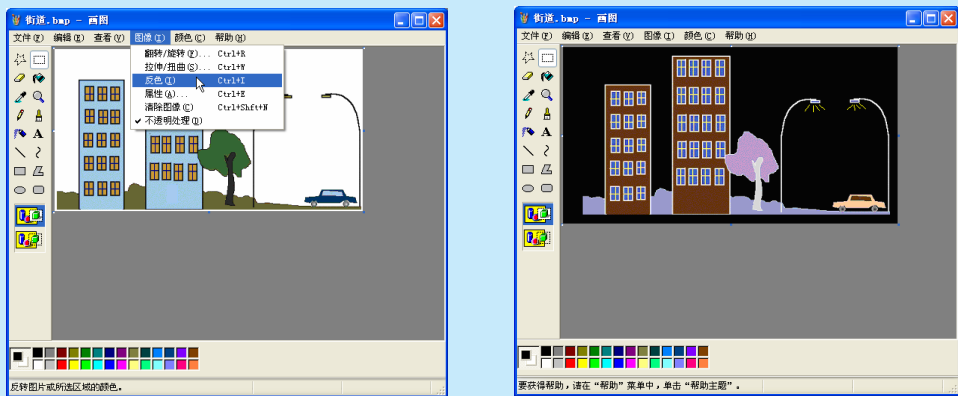 街道.bmp - 画图
文件(F) 编辑(E) 查看(V) 图像(I) 颜色(C) 帮助(H)
翻转/旋转(F)... Ctrl+R
拉伸/扭曲(S)... Ctrl+W
反色(I) Ctrl+I
属性(A)... Ctrl+E
清除图像(C) Ctrl+Shft+N
✓ 不透明处理(D)
A
反转图片或所选区域的颜色。
街道.bmp - 画图
文件(F) 编辑(E) 查看(V) 图像(I) 颜色(C) 帮助(H)
A
要获得帮助，请在“帮助”菜单中，单击“帮助主题”。